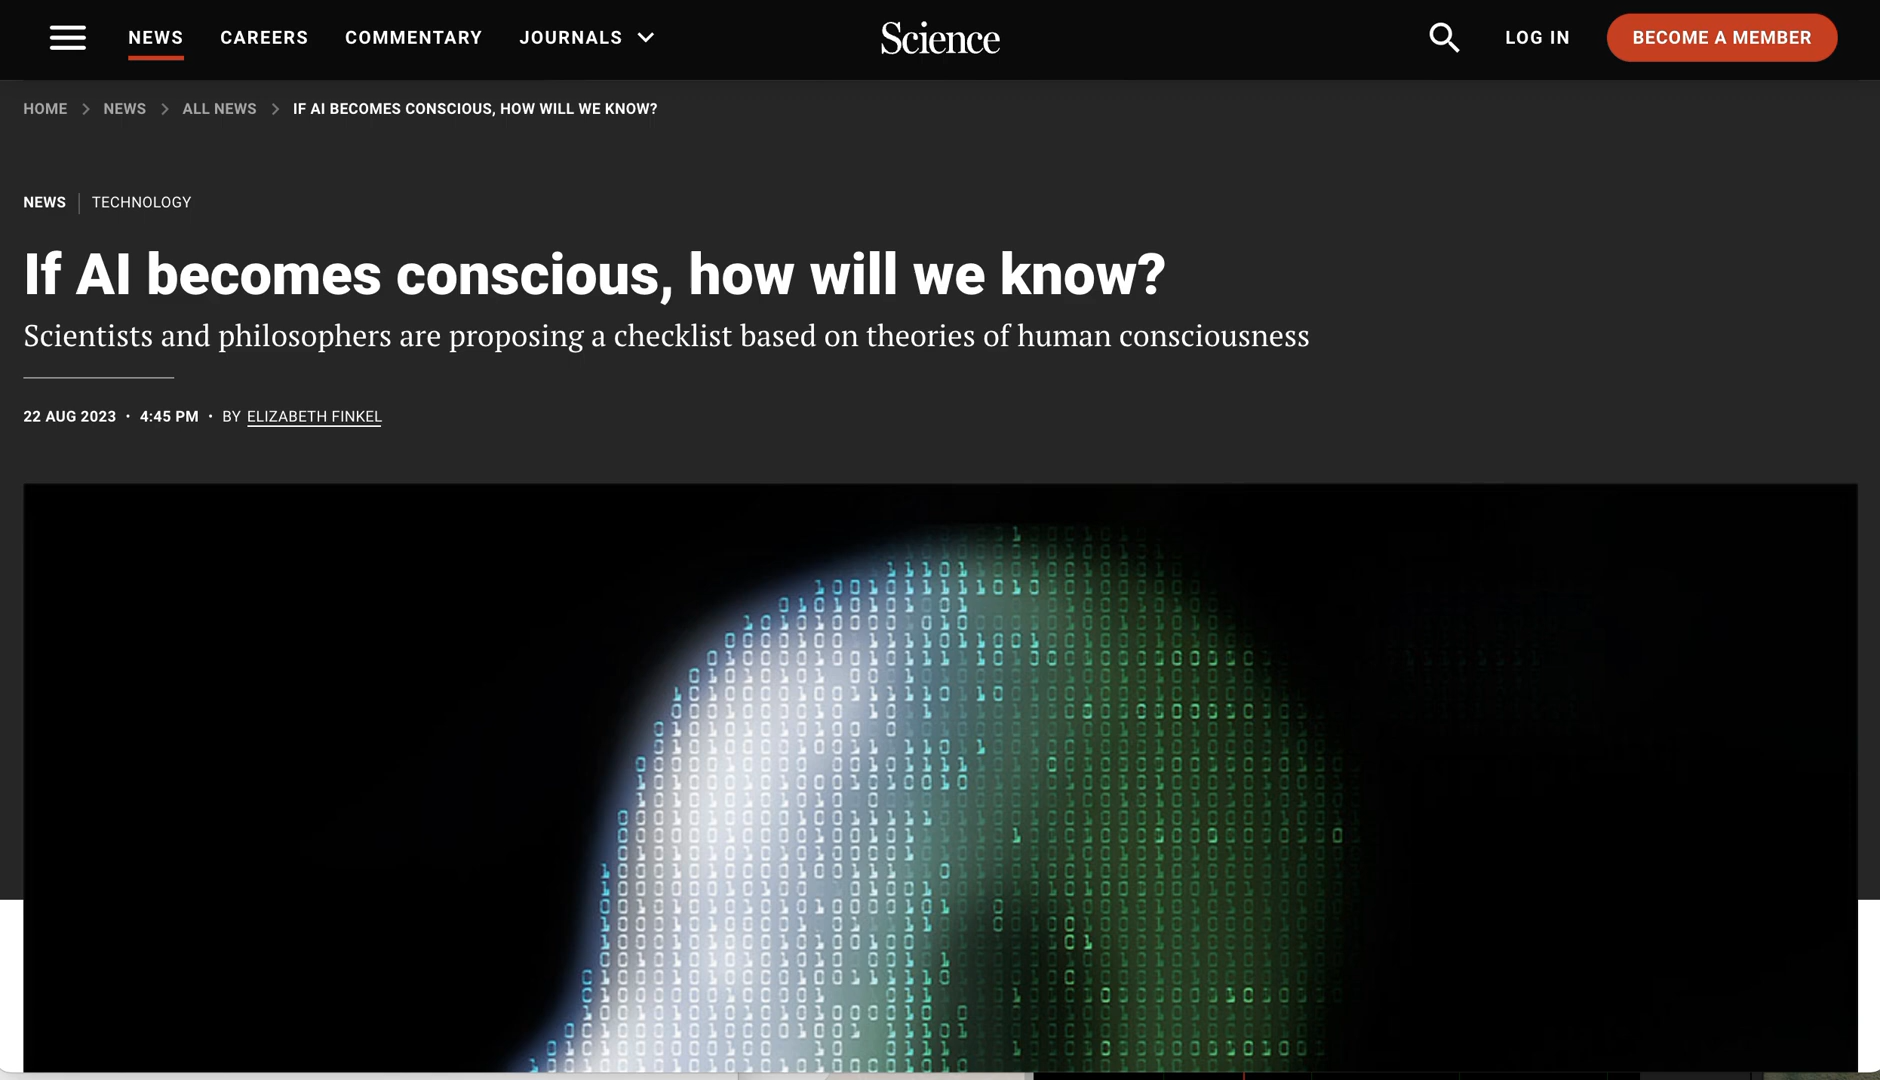 NEWS CAREERS COMMENTARY JOURNALS Science LOG IN BECOME A MEMBER
HOME NEWS ALL NEWS IF AI BECOMES CONSCIOUS, HOW WILL WE KNOW?
NEWS | TECHNOLOGY
If AI becomes conscious, how will we know?
Scientists and philosophers are proposing a checklist based on theories of human consciousness
22 AUG 2023 • 4:45 PM • BY ELIZABETH FINKEL